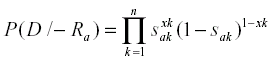 P(D /¬ R_a) = ∏_{k=1}^{n} s_{ak}^{xk} (1 − s_{ak})^{1−xk}